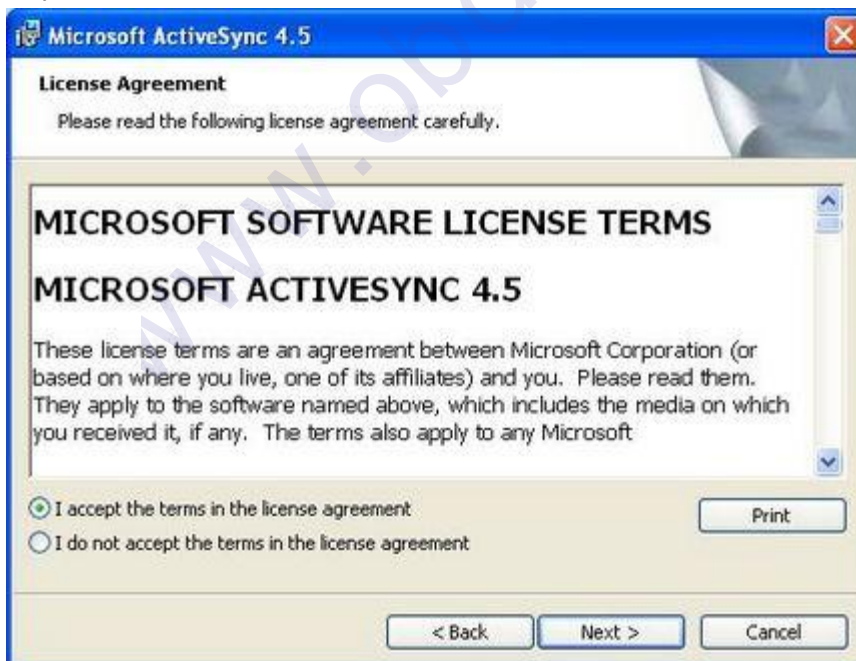 Microsoft ActiveSync 4.5
License Agreement
Please read the following license agreement carefully.
MICROSOFT SOFTWARE LICENSE TERMS
MICROSOFT ACTIVESYNC 4.5
These license terms are an agreement between Microsoft Corporation (or
based on where you live, one of its affiliates) and you.  Please read them.
They apply to the software named above, which includes the media on which
you received it, if any.  The terms also apply to any Microsoft
I accept the terms in the license agreement
Print
I do not accept the terms in the license agreement
< Back
Next >
Cancel